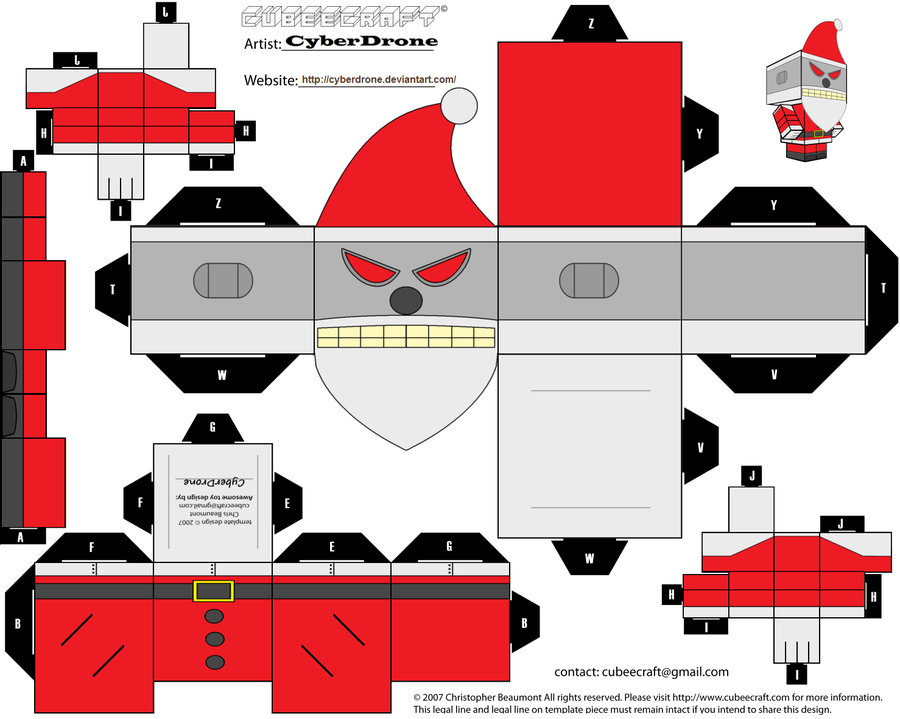 CUBEECRAFT©
Artist: CyberDrone
Website: http://cyberdrone.deviantart.com/
J
J
H
H
I
I
A
Z
Y
Z
Y
T
T
W
V
V
W
G
F
E
CyberDrone
Awesome toy design by:
cubeecraft@gmail.com
Chris Beaumont
template design © 2007
A
F
E
G
B
B
J
J
H
H
I
I
contact: cubeecraft@gmail.com
© 2007 Christopher Beaumont All rights reserved. Please visit http://www.cubeecraft.com for more information.
This legal line and legal line on template piece must remain intact if you intend to share this design.